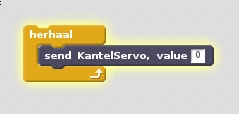 herhaal
send KantelServo, value 0